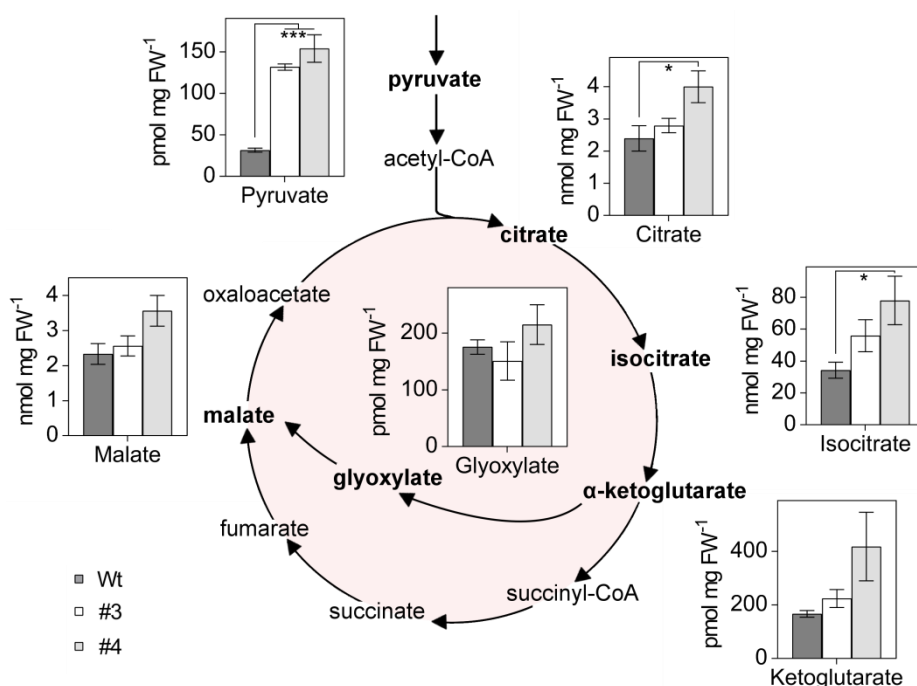 pmol mg FW⁻¹
150
100
50
0
***
Pyruvate
pyruvate
acetyl-CoA
nmol mg FW⁻¹
4
3
2
1
0
*
Citrate
citrate
nmol mg FW⁻¹
4
3
2
1
0
Malate
oxaloacetate
pmol mg FW⁻¹
200
100
0
Glyoxylate
isocitrate
nmol mg FW⁻¹
80
60
40
20
0
*
Isocitrate
malate
glyoxylate
α-ketoglutarate
fumarate
succinate
succinyl-CoA
pmol mg FW⁻¹
400
200
0
Ketoglutarate
Wt
#3
#4